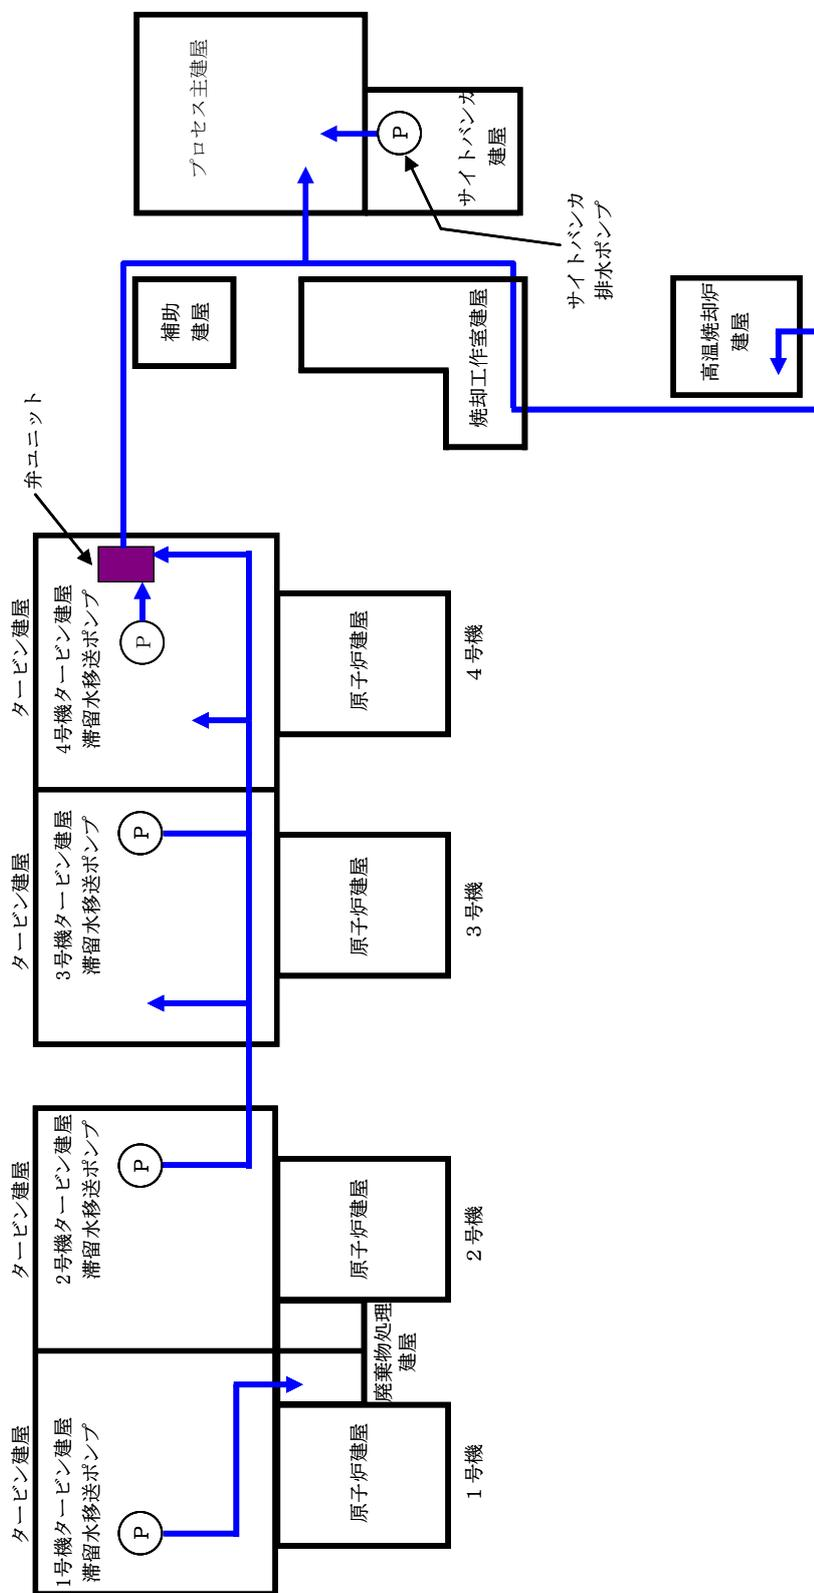 タービン建屋
1号機タービン建屋
滞留水移送ポンプ
P
原子炉建屋
1号機
廃棄物処理
建屋
タービン建屋
2号機タービン建屋
滞留水移送ポンプ
P
原子炉建屋
2号機
タービン建屋
3号機タービン建屋
滞留水移送ポンプ
P
原子炉建屋
3号機
タービン建屋
4号機タービン建屋
滞留水移送ポンプ
P
原子炉建屋
4号機
弁ユニット
補助
建屋
焼却工作室建屋
高温焼却炉
建屋
プロセス主建屋
P
サイトバンカ
建屋
サイトバンカ
排水ポンプ